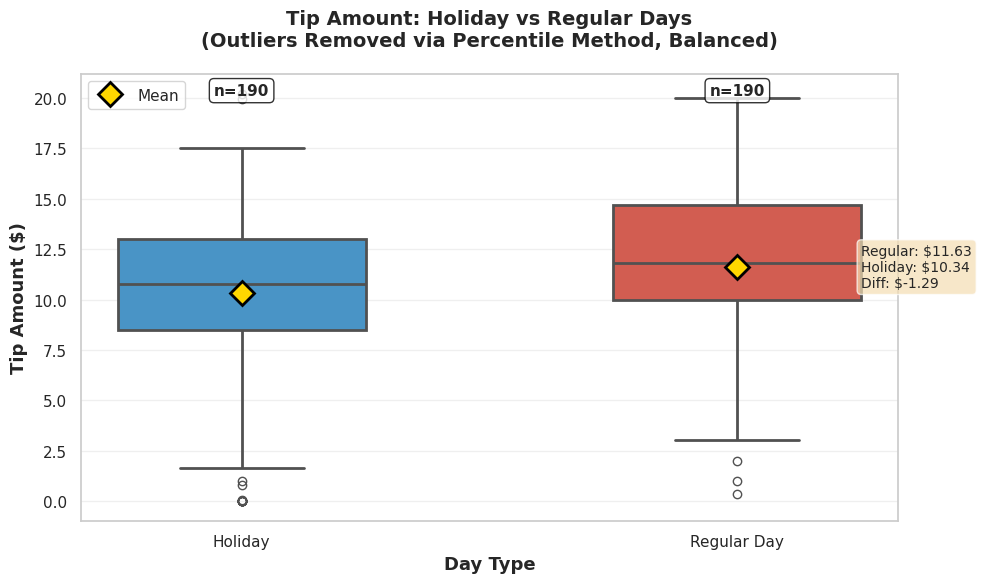 Tip Amount: Holiday vs Regular Days
(Outliers Removed via Percentile Method, Balanced)
Mean
n=190
n=190
20.0
17.5
15.0
12.5
10.0
7.5
5.0
2.5
0.0
Tip Amount ($)
Regular: $11.63
Holiday: $10.34
Diff: $-1.29
Holiday
Regular Day
Day Type